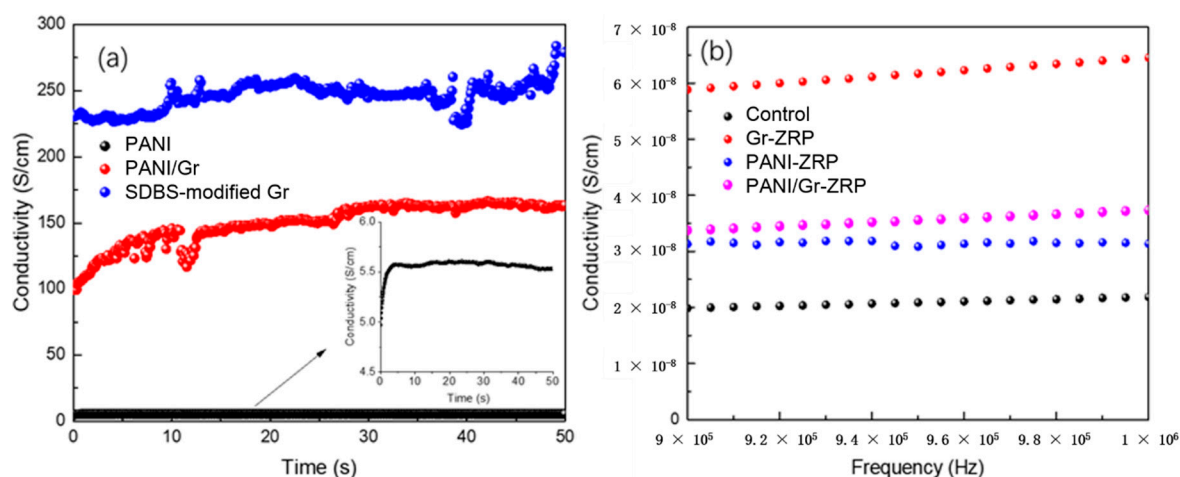 (a)
300
250
200
150
100
50
0
Conductivity (S/cm)
PANI
PANI/Gr
SDBS-modified Gr
6.0
5.5
5.0
4.5
Conductivity (S/cm)
0 10 20 30 40 50
Time (s)
0 10 20 30 40 50
Time (s)
(b)
7 × 10⁻⁸
6 × 10⁻⁸
5 × 10⁻⁸
4 × 10⁻⁸
3 × 10⁻⁸
2 × 10⁻⁸
1 × 10⁻⁸
0
Conductivity (S/cm)
Control
Gr-ZRP
PANI-ZRP
PANI/Gr-ZRP
9 × 10⁵ 9.2 × 10⁵ 9.4 × 10⁵ 9.6 × 10⁵ 9.8 × 10⁵ 1 × 10⁶
Frequency (Hz)